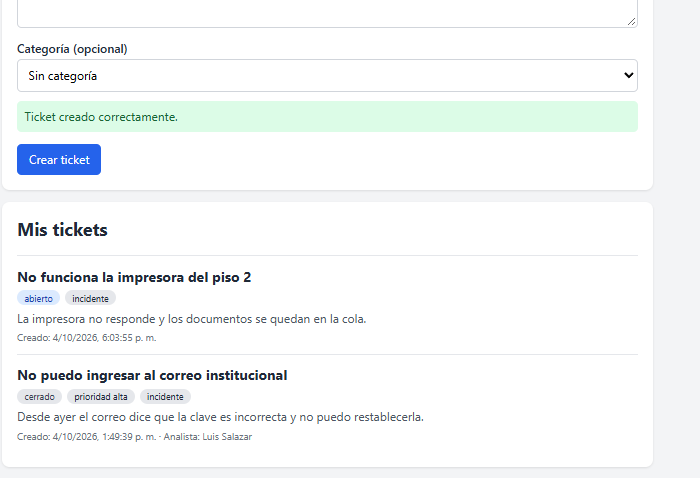 Categoría (opcional)
Sin categoría
Ticket creado correctamente.
Crear ticket
Mis tickets
No funciona la impresora del piso 2
abierto incidente
La impresora no responde y los documentos se quedan en la cola.
Creado: 4/10/2026, 6:03:55 p. m.
No puedo ingresar al correo institucional
cerrado prioridad alta incidente
Desde ayer el correo dice que la clave es incorrecta y no puedo restablecerla.
Creado: 4/10/2026, 1:49:39 p. m. · Analista: Luis Salazar